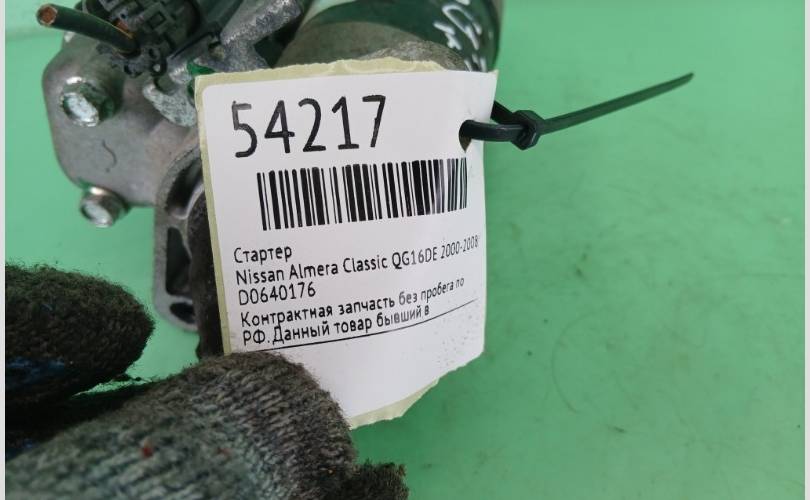 54217
Стартер
Nissan Almera Classic QG16DE 2000-2008
D0640176
Контрактная запчасть без пробега по
РФ. Данный товар бывший в